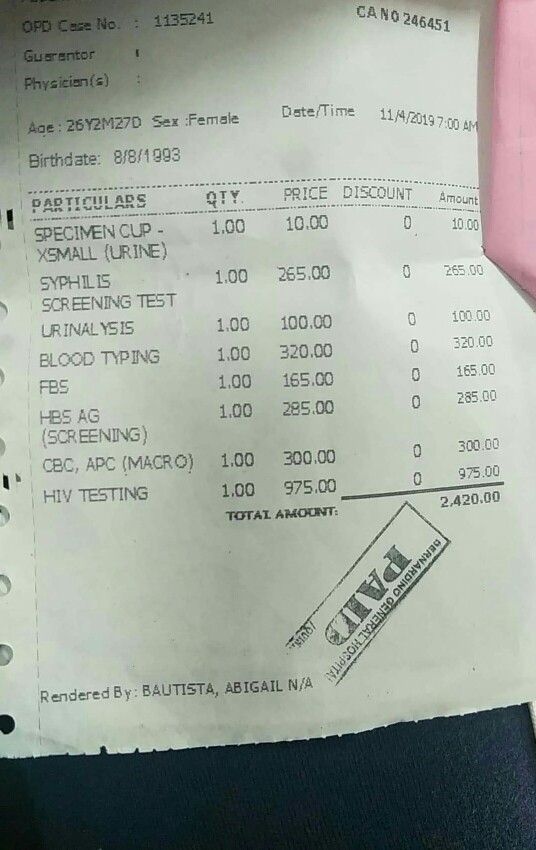 OPD Case No. : 1135241
CA NO 246451
Guarantor :
Physician(s) :
Age : 26Y2M27D Sex :Female Date/Time 11/4/2019 7:00 AM
Birthdate: 8/8/1993
PARTICULARS QTY. PRICE DISCOUNT Amount
SPECIMEN CUP - 1.00 10.00 0 10.00
XSMALL (URINE)
SYPHILIS 1.00 265.00 0 265.00
SCREENING TEST
URINALYSIS 1.00 100.00 0 100.00
BLOOD TYPING 1.00 320.00 0 320.00
FBS 1.00 165.00 0 165.00
HBS AG 1.00 285.00 0 285.00
(SCREENING)
CBC, APC (MACRO) 1.00 300.00 0 300.00
HIV TESTING 1.00 975.00 0 975.00
TOTAL AMOUNT: 2,420.00
BERNARDINO GENERAL HOSPITAL
PAID
Rendered By: BAUTISTA, ABIGAIL N/A